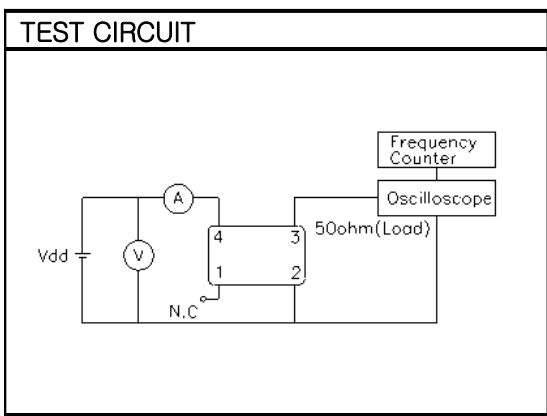 TEST CIRCUIT
Frequency
Counter
A
Oscilloscope
4
3
50ohm(Load)
Vdd
V
1
2
N.C